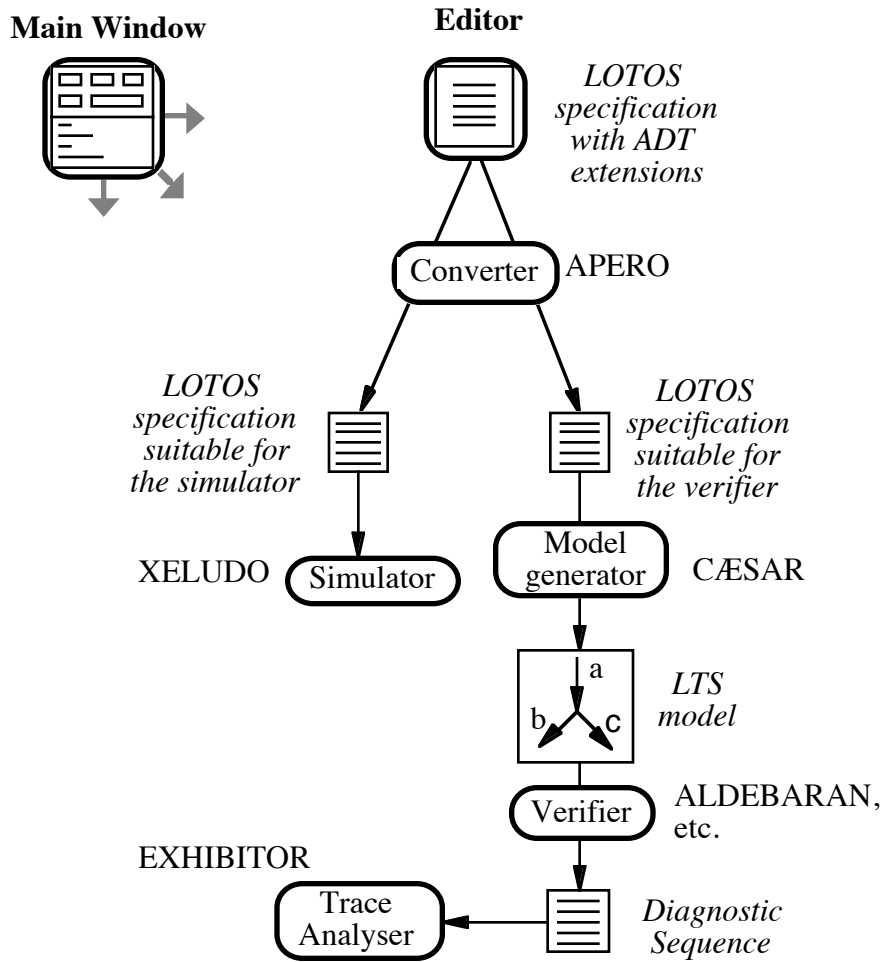 Main Window
Editor
LOTOS
specification
with ADT
extensions
Converter
APERO
LOTOS
specification
suitable for
the simulator
LOTOS
specification
suitable for
the verifier
XELUDO
Simulator
Model
generator
CÆSAR
a
b
c
LTS
model
Verifier
ALDEBARAN,
etc.
EXHIBITOR
Trace
Analyser
Diagnostic
Sequence